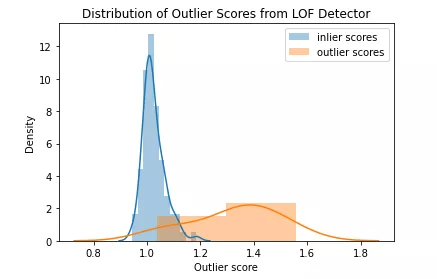 Distribution of Outlier Scores from LOF Detector
inlier scores
outlier scores
12
10
8
6
4
2
0
Density
0.8 1.0 1.2 1.4 1.6 1.8
Outlier score